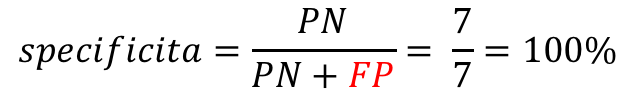 specificita = PN / (PN + FP) = 7 / 7 = 100%